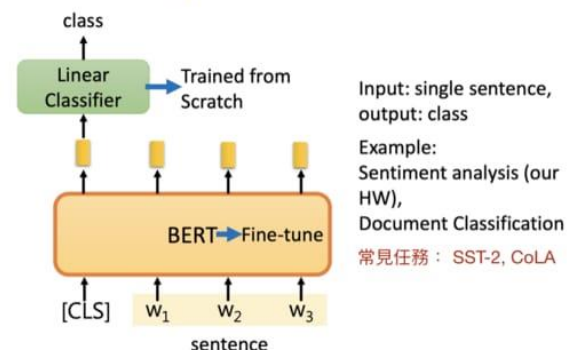 class
Linear
Classifier
Trained from
Scratch
BERT Fine-tune
[CLS] w1 w2 w3
sentence
Input: single sentence,
output: class
Example:
Sentiment analysis (our
HW),
Document Classification
常見任務： SST-2, CoLA